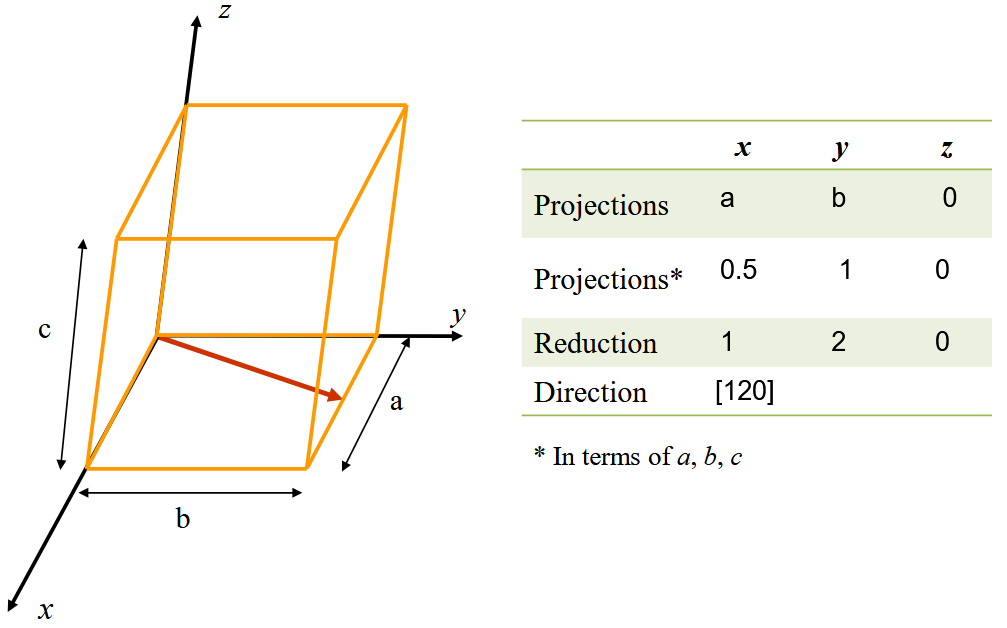 z
c
y
a
b
x
x y z
Projections a b 0
Projections* 0.5 1 0
Reduction 1 2 0
Direction [120]
* In terms of a, b, c